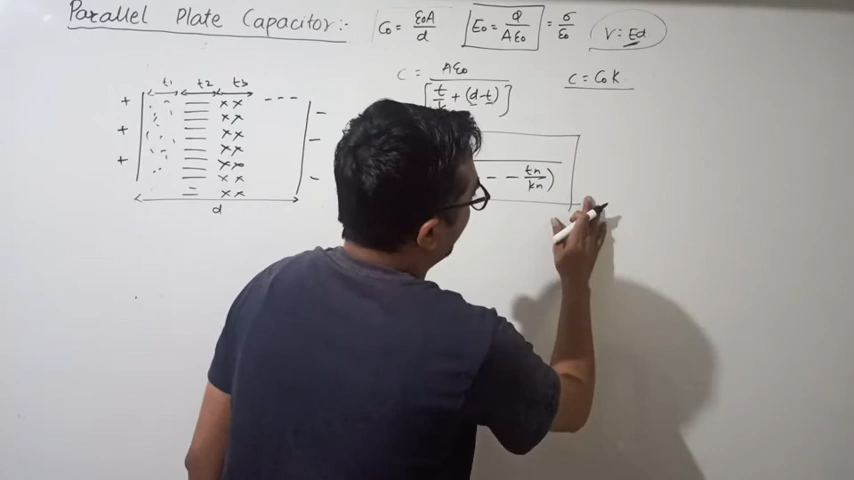 Parallel Plate Capacitor:-
C₀ = ε₀A/d
E₀ = Q/Aε₀ = σ/ε₀
V = Ed
C = Aε₀/[t/k + (d-t)]
C = C₀K
t₁ t₂ t₃
+ - - - -
+ -
+ -
d
- - tn/kn)